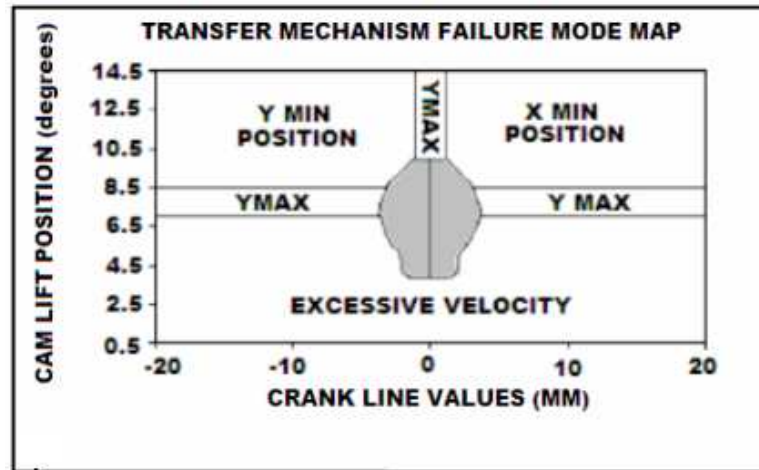 TRANSFER MECHANISM FAILURE MODE MAP
CAM LIFT POSITION (degrees)
14.5
12.5
10.5
8.5
6.5
4.5
2.5
0.5
Y MIN
POSITION
YMAX
X MIN
POSITION
YMAX
Y MAX
EXCESSIVE VELOCITY
-20
-10
0
10
20
CRANK LINE VALUES (MM)